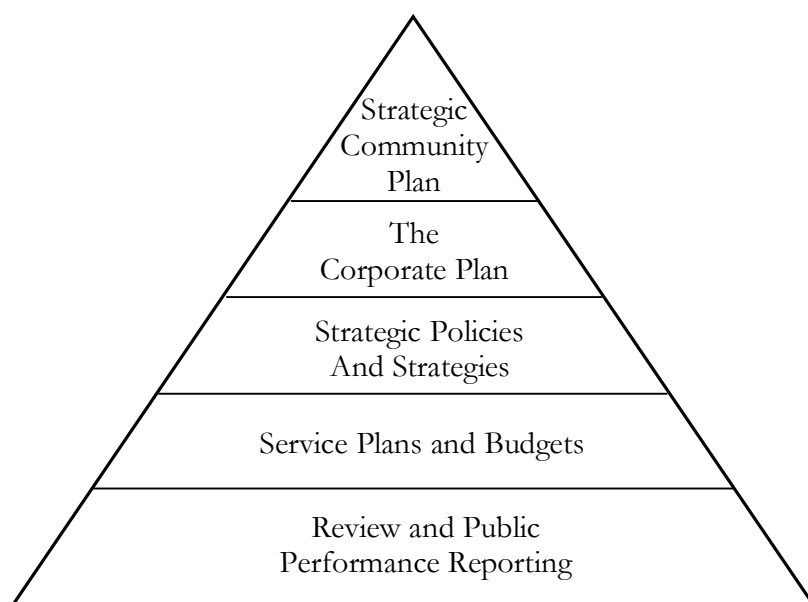 Strategic
Community
Plan
The
Corporate Plan
Strategic Policies
And Strategies
Service Plans and Budgets
Review and Public
Performance Reporting